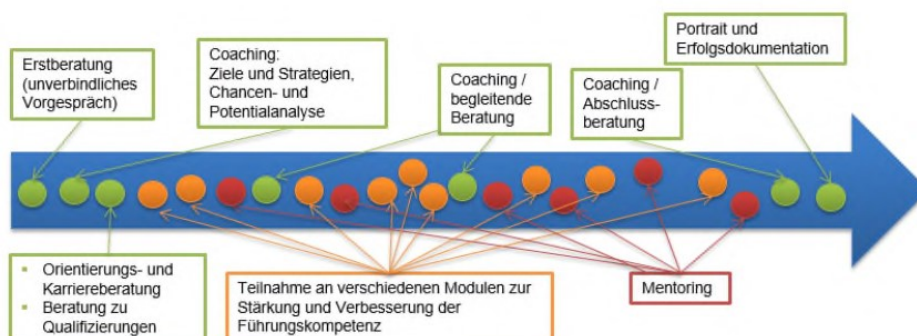 Portrait und
Erfolgsdokumentation
Erstberatung
(unverbindliches
Vorgespräch)
Coaching:
Ziele und Strategien,
Chancen- und
Potentialanalyse
Coaching /
begleitende
Beratung
Coaching /
Abschluss-
beratung
▪ Orientierungs- und
Karriereberatung
▪ Beratung zu
Qualifizierungen
Teilnahme an verschiedenen Modulen zur
Stärkung und Verbesserung der
Führungskompetenz
Mentoring